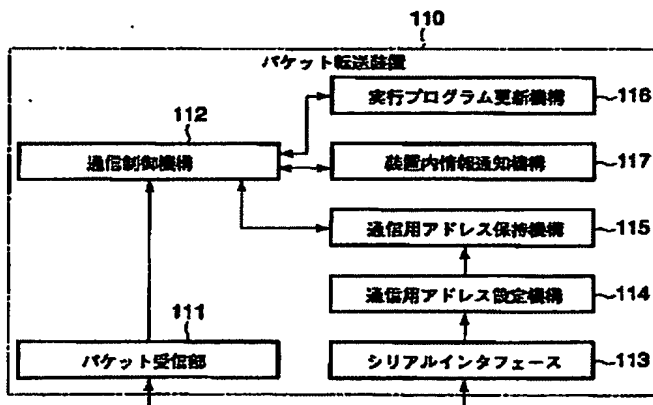 110
パケット転送装置
実行プログラム更新機構
116
112
通信制御機構
装置内情報通知機構
117
通信用アドレス保持機構
115
通信用アドレス設定機構
114
111
パケット受信部
シリアルインタフェース
113